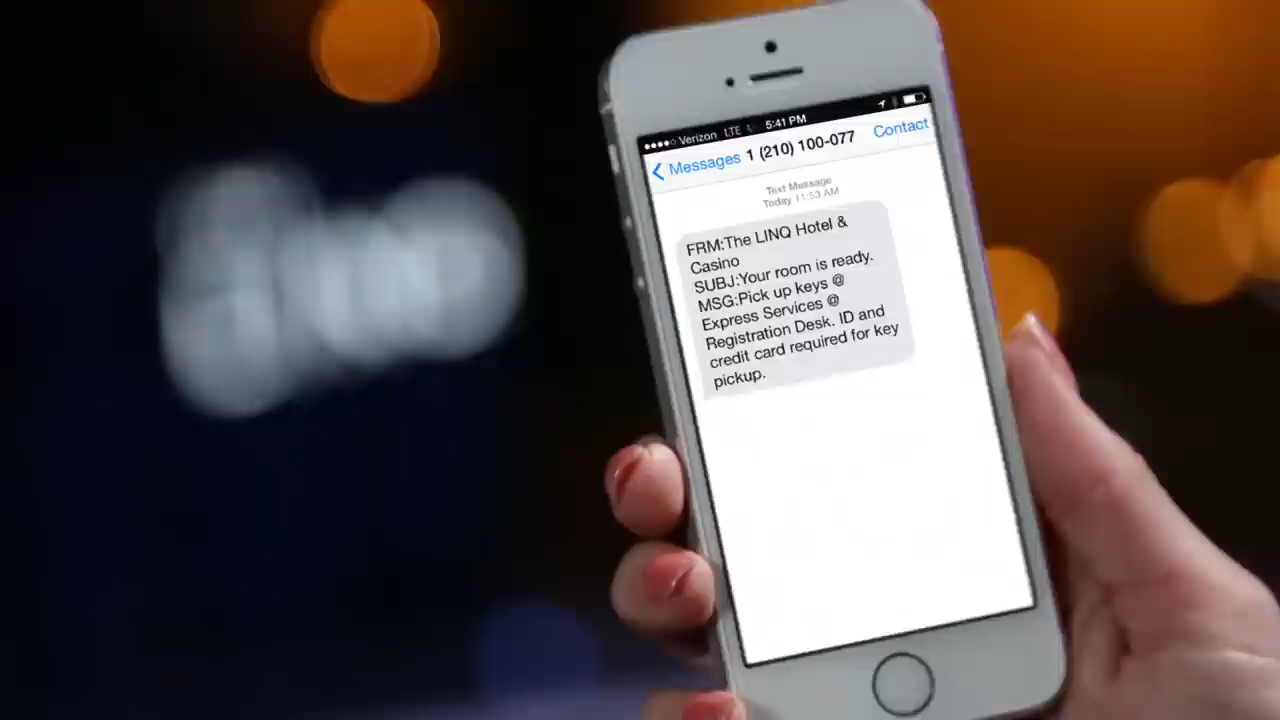 Verizon LTE 5:41 PM
Messages 1 (210) 100-077 Contact
Text Message
Today 11:53 AM
FRM:The LINQ Hotel &
Casino
SUBJ:Your room is ready.
MSG:Pick up keys @
Express Services @
Registration Desk. ID and
credit card required for key
pickup.